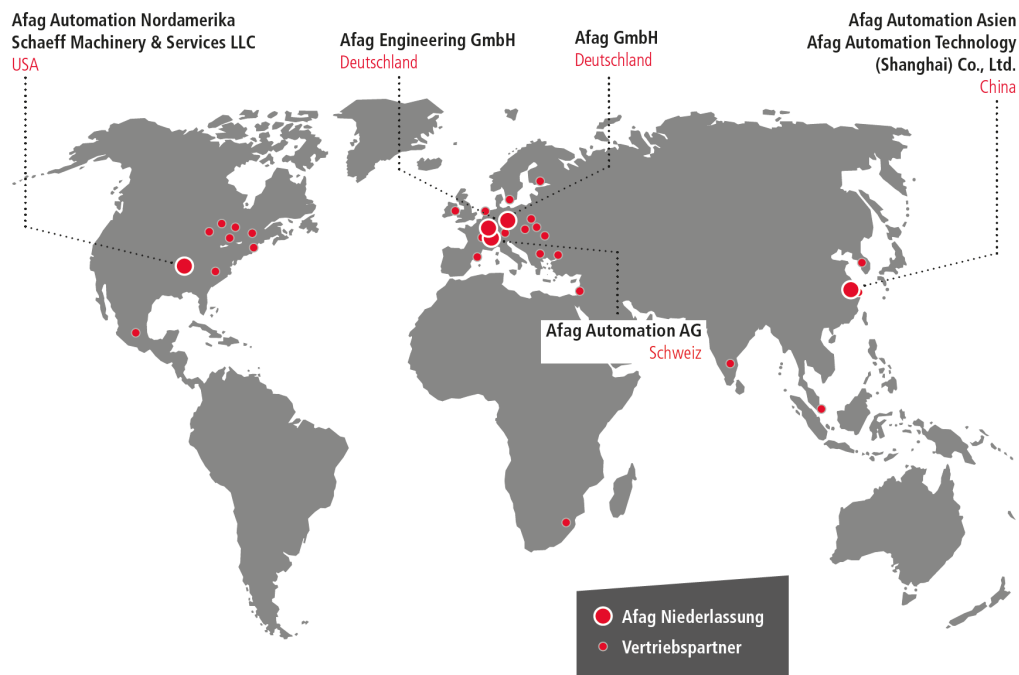 Afag Automation Nordamerika
Schaeff Machinery & Services LLC
USA
Afag Engineering GmbH
Deutschland
Afag GmbH
Deutschland
Afag Automation Asien
Afag Automation Technology
(Shanghai) Co., Ltd.
China
Afag Automation AG
Schweiz
Afag Niederlassung
Vertriebspartner